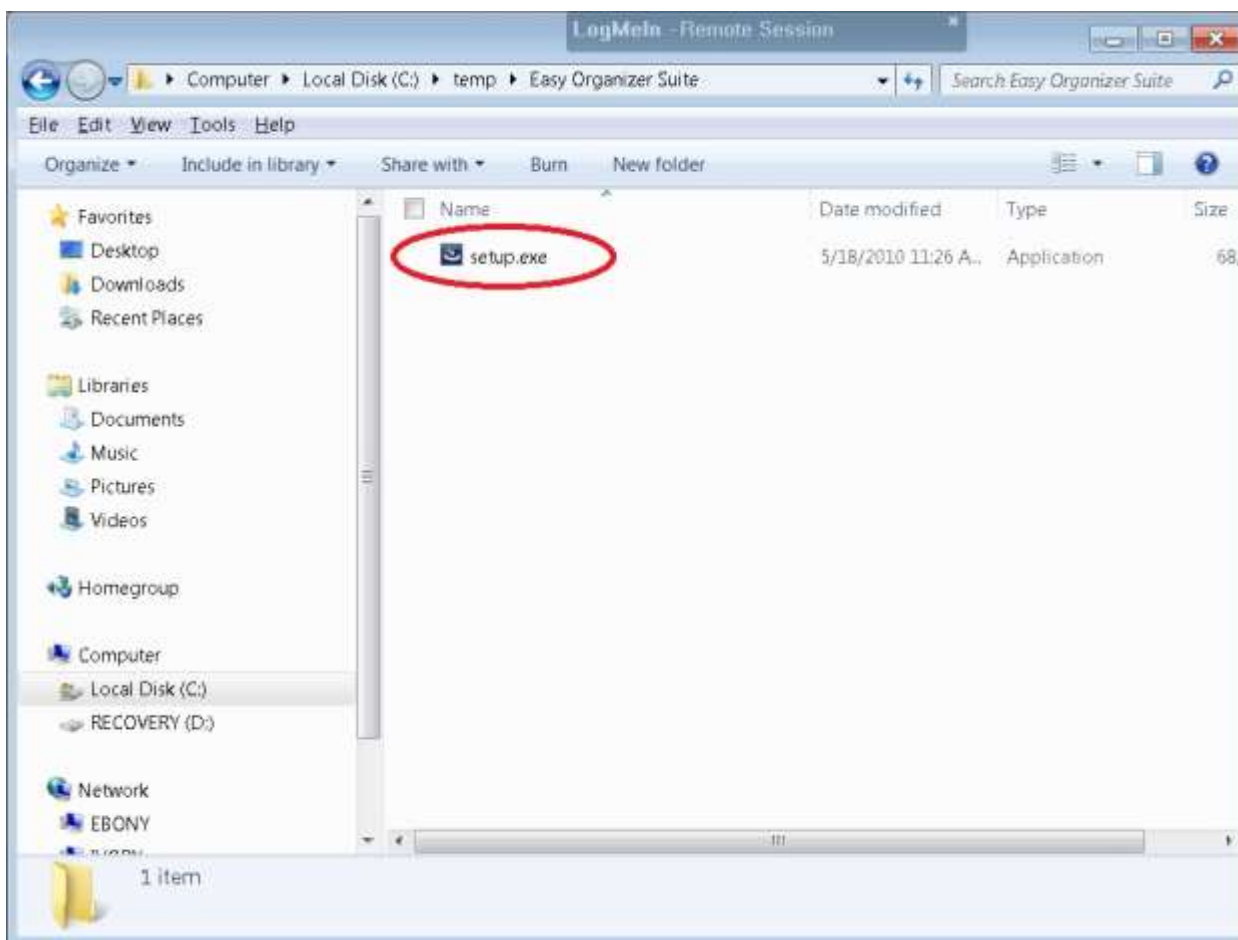 LogMeIn - Remote Session
Computer Local Disk (C:) temp Easy Organizer Suite Search Easy Organizer Suite
File Edit View Tools Help
Organize Include in library Share with Burn New folder
Favorites
Desktop
Downloads
Recent Places
Libraries
Documents
Music
Pictures
Videos
Homegroup
Computer
Local Disk (C:)
RECOVERY (D:)
Network
EBONY
Name Date modified Type Size
setup.exe 5/18/2010 11:26 A... Application 68,
1 item